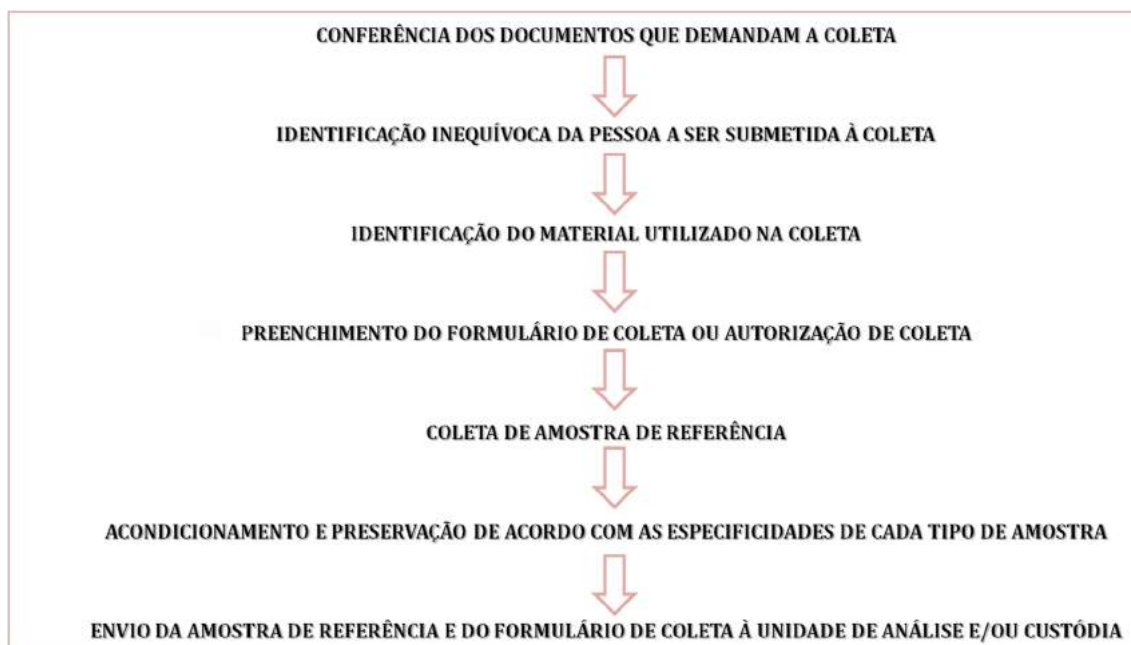 CONFERÊNCIA DOS DOCUMENTOS QUE DEMANDAM A COLETA
IDENTIFICAÇÃO INEQUÍVOCA DA PESSOA A SER SUBMETIDA À COLETA
IDENTIFICAÇÃO DO MATERIAL UTILIZADO NA COLETA
PREENCHIMENTO DO FORMULÁRIO DE COLETA OU AUTORIZAÇÃO DE COLETA
COLETA DE AMOSTRA DE REFERÊNCIA
ACONDICIONAMENTO E PRESERVAÇÃO DE ACORDO COM AS ESPECIFICIDADES DE CADA TIPO DE AMOSTRA
ENVIO DA AMOSTRA DE REFERÊNCIA E DO FORMULÁRIO DE COLETA À UNIDADE DE ANÁLISE E/OU CUSTÓDIA